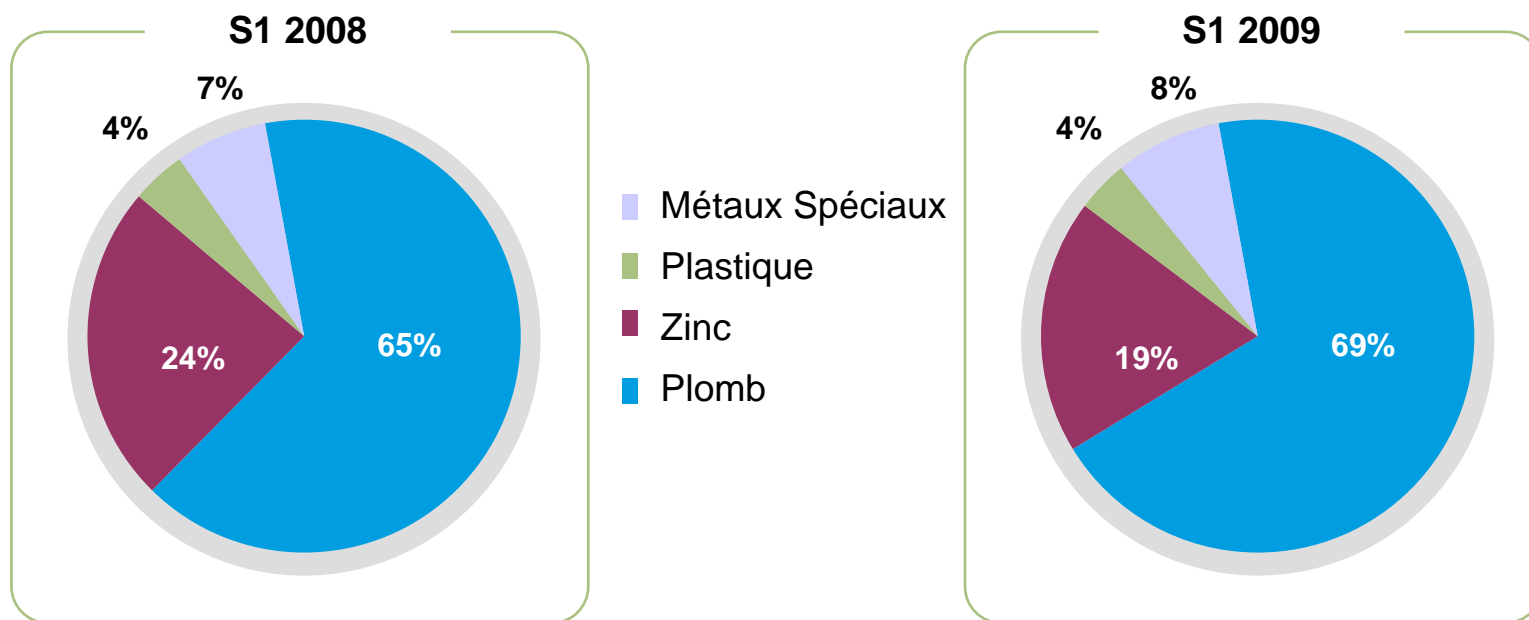 S1 2008
7%
4%
24%
65%
Métaux Spéciaux
Plastique
Zinc
Plomb
S1 2009
8%
4%
19%
69%